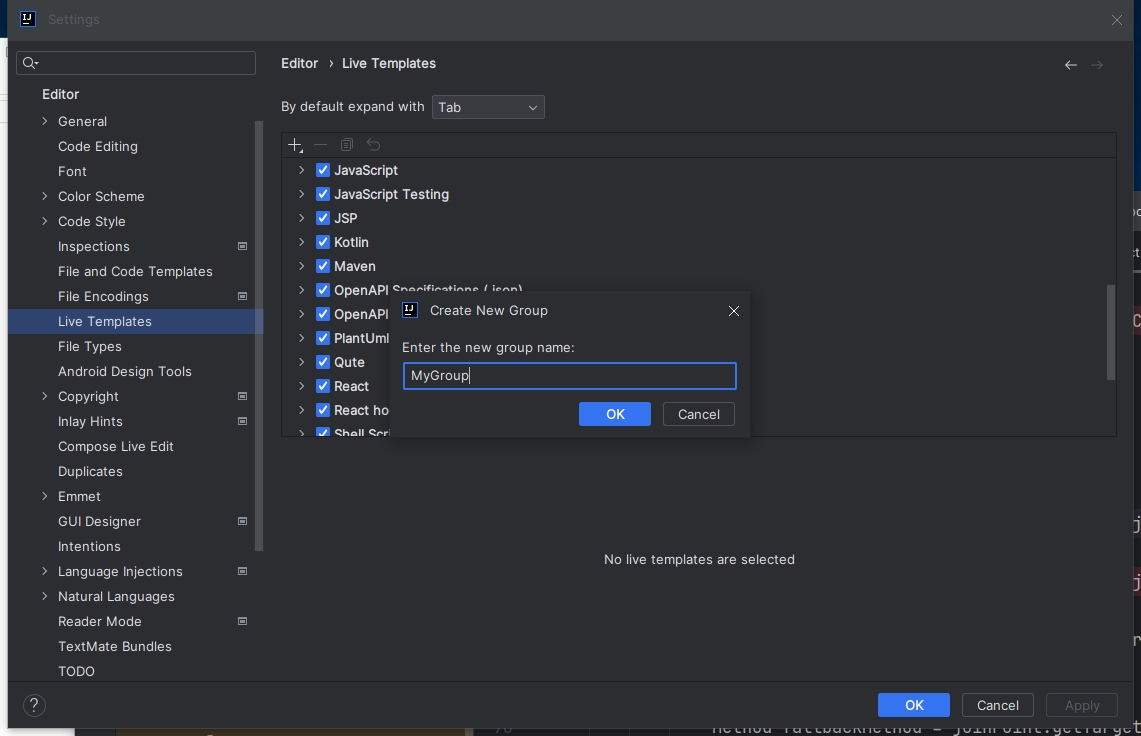 Settings
Editor
General
Code Editing
Font
Color Scheme
Code Style
Inspections
File and Code Templates
File Encodings
Live Templates
File Types
Android Design Tools
Copyright
Inlay Hints
Compose Live Edit
Duplicates
Emmet
GUI Designer
Intentions
Language Injections
Natural Languages
Reader Mode
TextMate Bundles
TODO
Editor › Live Templates
By default expand with Tab
JavaScript
JavaScript Testing
JSP
Kotlin
Maven
OpenAPI Specifications (.json)
OpenAPI
PlantUml
Qute
React
React ho
Shell Scri
Create New Group
Enter the new group name:
MyGroup
OK Cancel
No live templates are selected
? OK Cancel Apply
Method fallbackMethod = joinPoint.getTarget